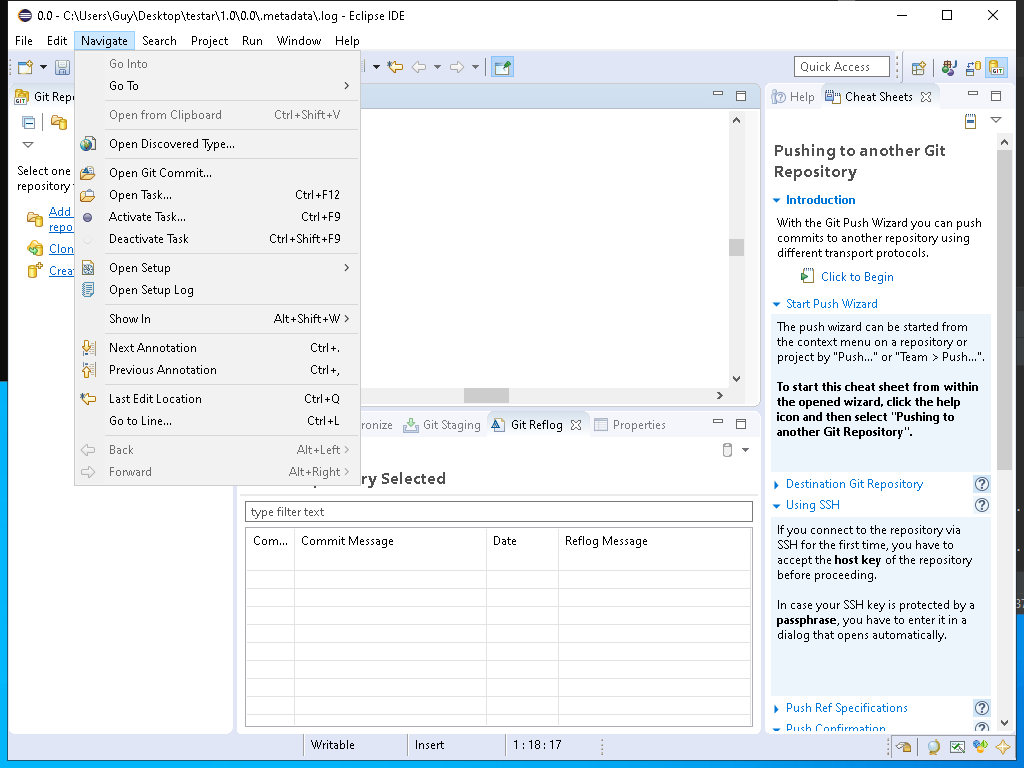 0.0 - C:\Users\Guy\Desktop\testar\1.0\0.0\.metadata\.log - Eclipse IDE
File Edit Navigate Search Project Run Window Help
Quick Access
GIT
Git Repo
Go Into
Go To
Open from Clipboard Ctrl+Shift+V
Open Discovered Type...
Open Git Commit...
Open Task... Ctrl+F12
Activate Task... Ctrl+F9
Deactivate Task Ctrl+Shift+F9
Open Setup
Open Setup Log
Show In Alt+Shift+W
Next Annotation Ctrl+.
Previous Annotation Ctrl+,
Last Edit Location Ctrl+Q
Go to Line... Ctrl+L
Back Alt+Left
Forward Alt+Right
Select one
repository
Add
repo
Clon
Crea
ronize Git Staging Git Reflog Properties
ry Selected
type filter text
Com... Commit Message Date Reflog Message
Help Cheat Sheets
Pushing to another Git
Repository
Introduction
With the Git Push Wizard you can push
commits to another repository using
different transport protocols.
Click to Begin
Start Push Wizard
The push wizard can be started from
the context menu on a repository or
project by "Push..." or "Team > Push...".
To start this cheat sheet from within
the opened wizard, click the help
icon and then select "Pushing to
another Git Repository".
Destination Git Repository
Using SSH
If you connect to the repository via
SSH for the first time, you have to
accept the host key of the repository
before proceeding.
In case your SSH key is protected by a
passphrase, you have to enter it in a
dialog that opens automatically.
Push Ref Specifications
Push Confirmation
Writable Insert 1 : 18 : 17